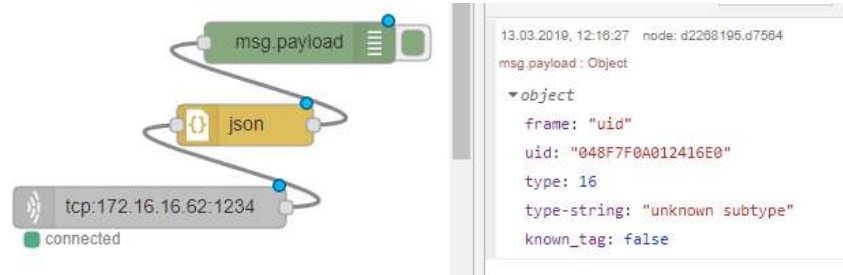 msg.payload
json
tcp:172.16.16.62:1234
connected
13.03.2019, 12:16:27 node: d2268195.d7564
msg.payload : Object
object
frame: "uid"
uid: "048F7F0A012416E0"
type: 16
type-string: "unknown subtype"
known_tag: false